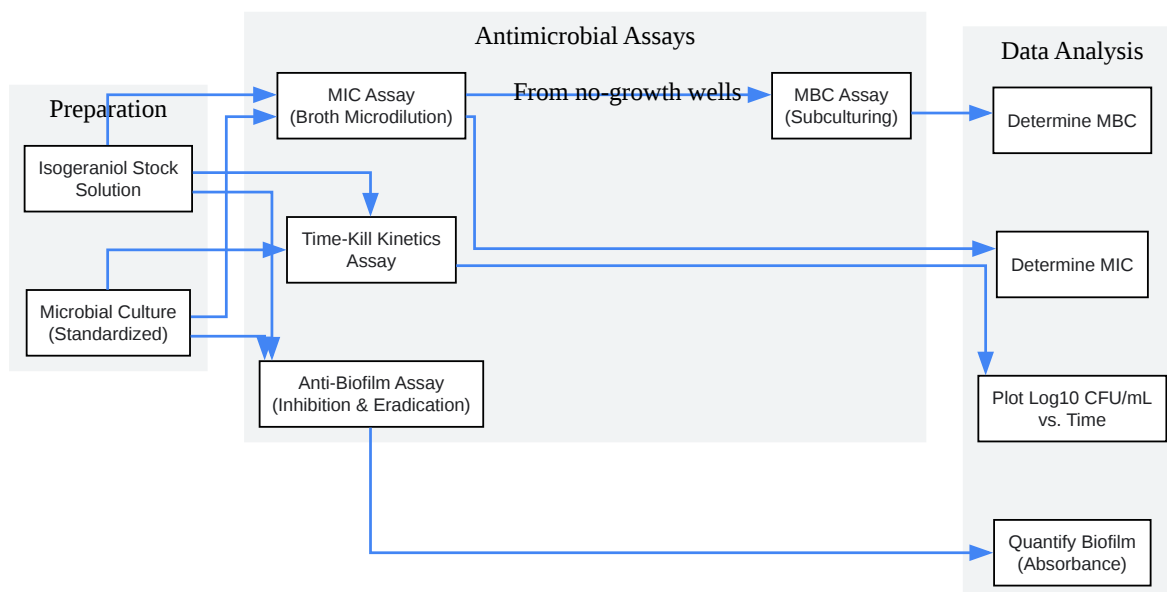 Antimicrobial Assays
Data Analysis
Preparation
MIC Assay
(Broth Microdilution)
From no-growth wells
MBC Assay
(Subculturing)
Determine MBC
Isogeraniol Stock
Solution
Time-Kill Kinetics
Assay
Determine MIC
Microbial Culture
(Standardized)
Anti-Biofilm Assay
(Inhibition & Eradication)
Plot Log10 CFU/mL
vs. Time
Quantify Biofilm
(Absorbance)